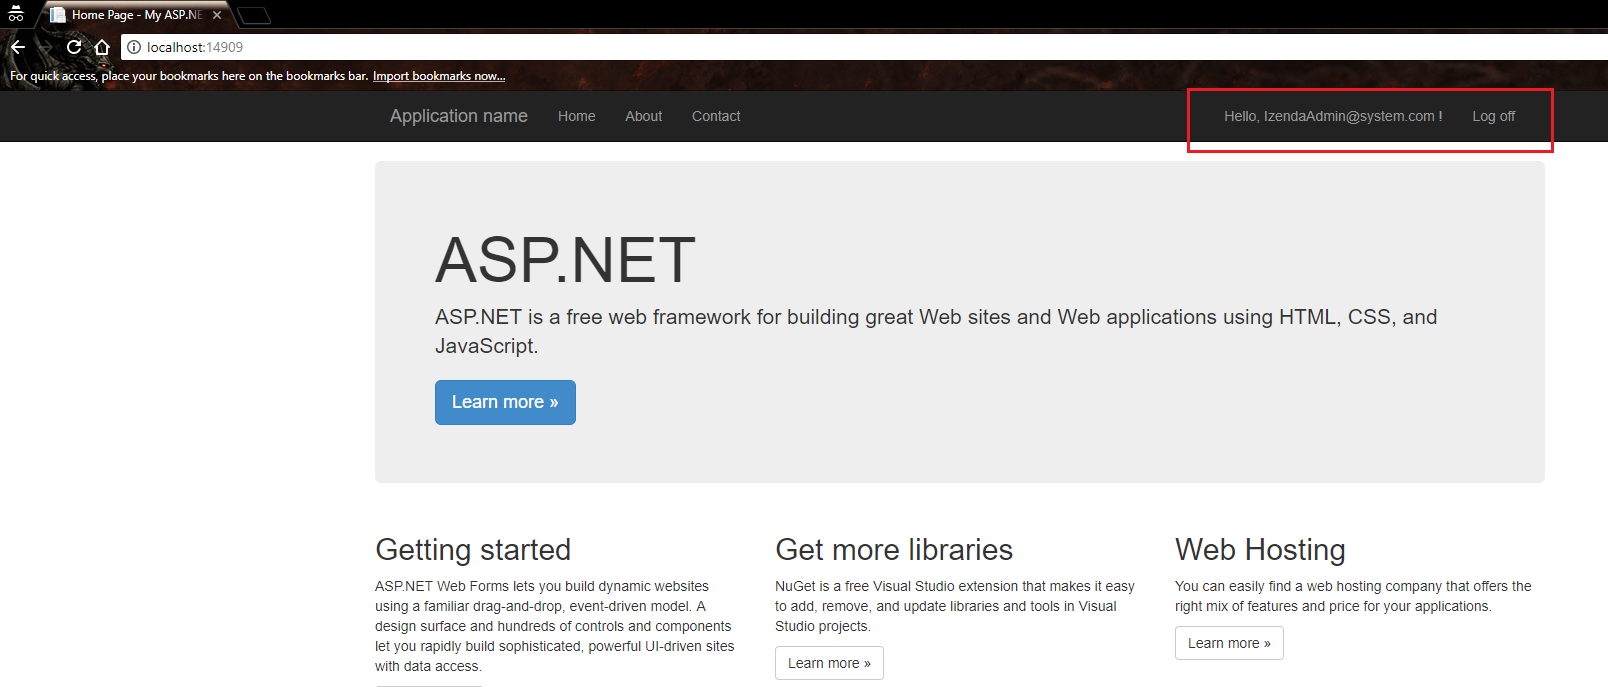 Home Page - My ASP.NE
localhost:14909
For quick access, place your bookmarks here on the bookmarks bar. Import bookmarks now...
Application name Home About Contact Hello, IzendaAdmin@system.com ! Log off
ASP.NET
ASP.NET is a free web framework for building great Web sites and Web applications using HTML, CSS, and
JavaScript.
Learn more »
Getting started
ASP.NET Web Forms lets you build dynamic websites
using a familiar drag-and-drop, event-driven model. A
design surface and hundreds of controls and components
let you rapidly build sophisticated, powerful UI-driven sites
with data access.
Get more libraries
NuGet is a free Visual Studio extension that makes it easy
to add, remove, and update libraries and tools in Visual
Studio projects.
Learn more »
Web Hosting
You can easily find a web hosting company that offers the
right mix of features and price for your applications.
Learn more »